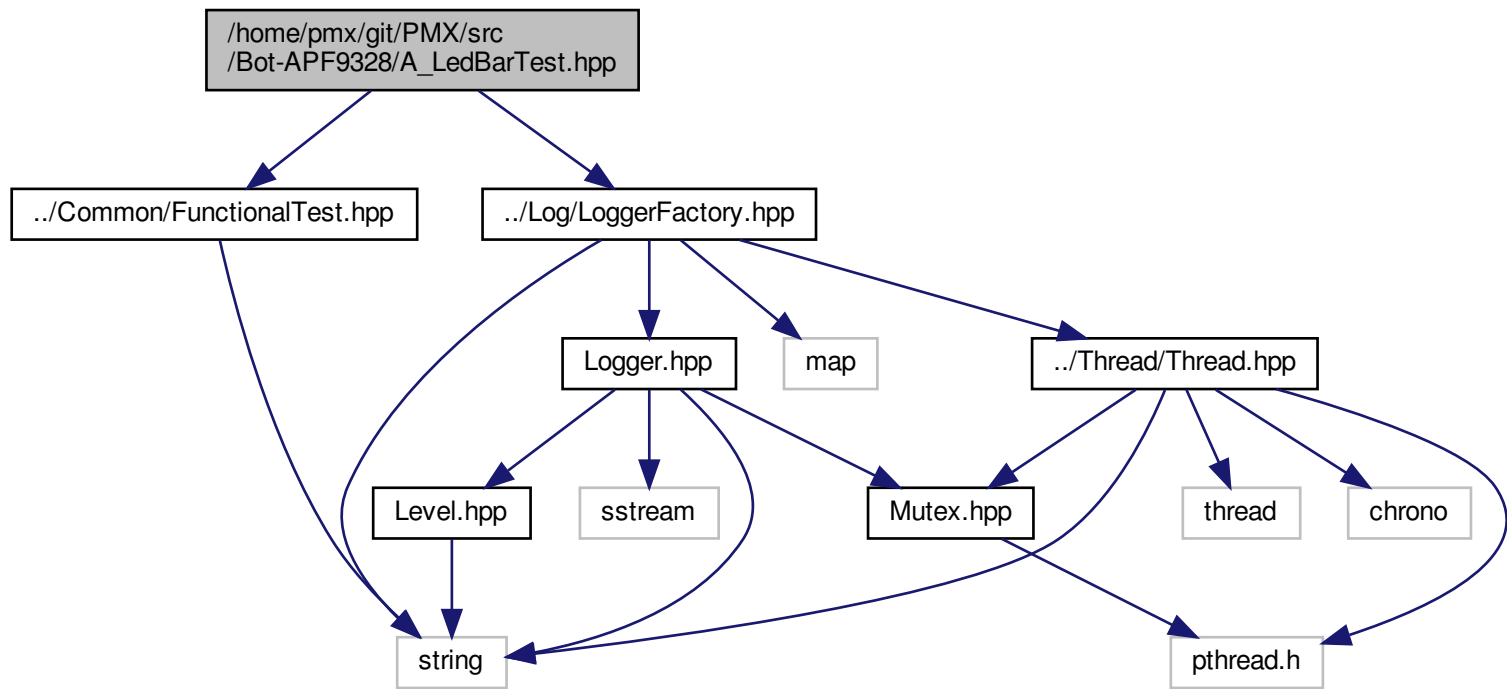 /home/pmx/git/PMX/src
/Bot-APF9328/A_LedBarTest.hpp
../Common/FunctionalTest.hpp
../Log/LoggerFactory.hpp
Logger.hpp
map
../Thread/Thread.hpp
Level.hpp
sstream
Mutex.hpp
thread
chrono
string
pthread.h